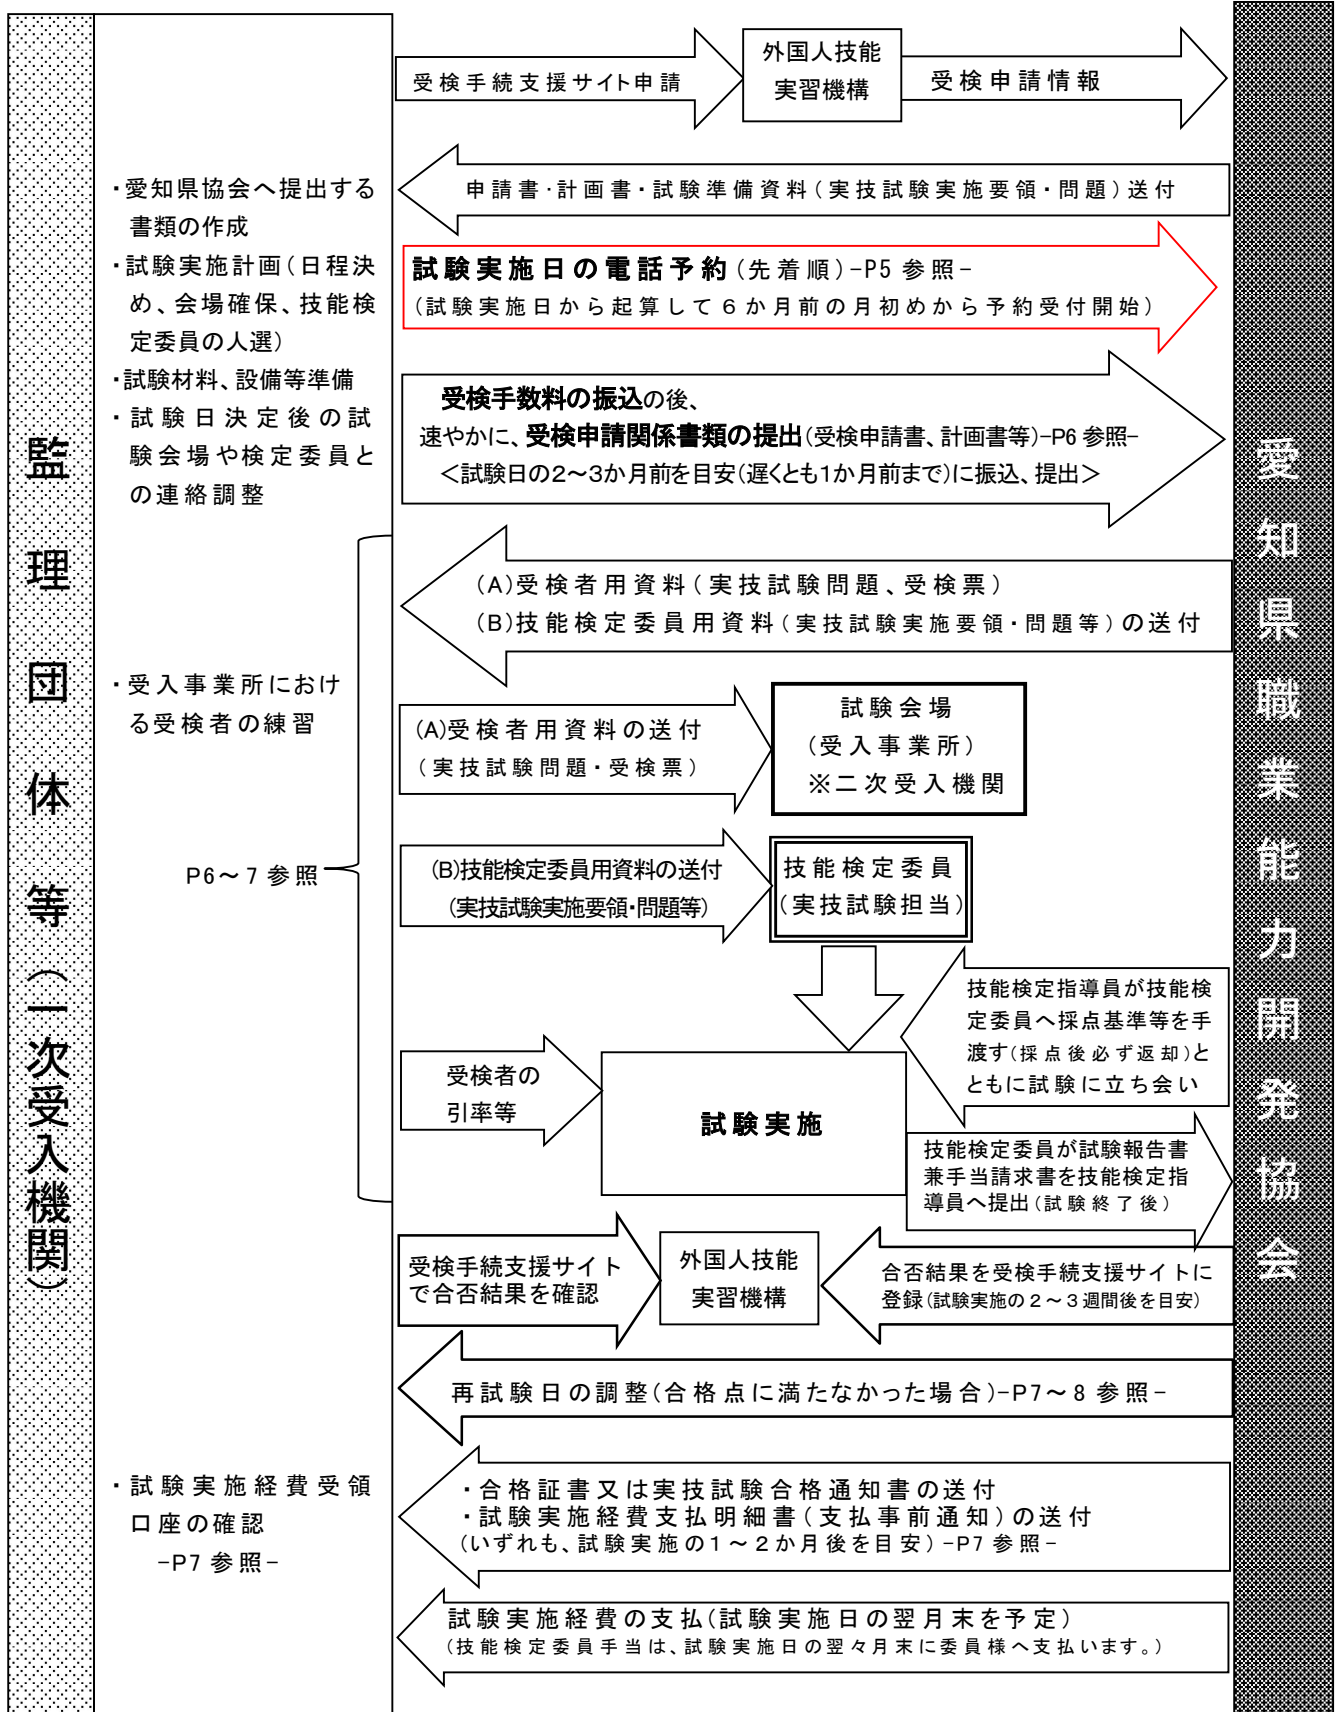 監理団体等（一次受入機関）
受検手続支援サイト申請
外国人技能
実習機構
受検申請情報
・愛知県協会へ提出する
書類の作成
・試験実施計画(日程決
め、会場確保、技能検
定委員の人選)
・試験材料、設備等準備
・試験日決定後の試
験会場や検定委員と
の連絡調整
申請書・計画書・試験準備資料(実技試験実施要領・問題)送付
試験実施日の電話予約(先着順)-P5 参照-
(試験実施日から起算して６か月前の月初めから予約受付開始)
受検手数料の振込の後、
速やかに、受検申請関係書類の提出(受検申請書、計画書等)-P6 参照-
＜試験日の２～３か月前を目安(遅くとも１か月前まで)に振込、提出＞
(A)受検者用資料(実技試験問題、受検票)
(B)技能検定委員用資料(実技試験実施要領・問題等)の送付
・受入事業所におけ
る受検者の練習
(A)受検者用資料の送付
(実技試験問題・受検票)
試験会場
(受入事業所)
※二次受入機関
P6～7 参照
(B)技能検定委員用資料の送付
(実技試験実施要領・問題等)
技能検定委員
(実技試験担当)
技能検定指導員が技能検
定委員へ採点基準等を手
渡す(採点後必ず返却)と
ともに試験に立ち会い
受検者の
引率等
試験実施
技能検定委員が試験報告書
兼手当請求書を技能検定指
導員へ提出(試験終了後)
受検手続支援サイト
で合否結果を確認
外国人技能
実習機構
合否結果を受検手続支援サイトに
登録(試験実施の２～３週間後を目安)
再試験日の調整(合格点に満たなかった場合)-P7～8 参照-
・試験実施経費受領
口座の確認
-P7 参照-
・合格証書又は実技試験合格通知書の送付
・試験実施経費支払明細書(支払事前通知)の送付
(いずれも、試験実施の１～２か月後を目安)-P7 参照-
試験実施経費の支払(試験実施日の翌月末を予定)
(技能検定委員手当は、試験実施日の翌々月末に委員様へ支払います。)
愛知県職業能力開発協会